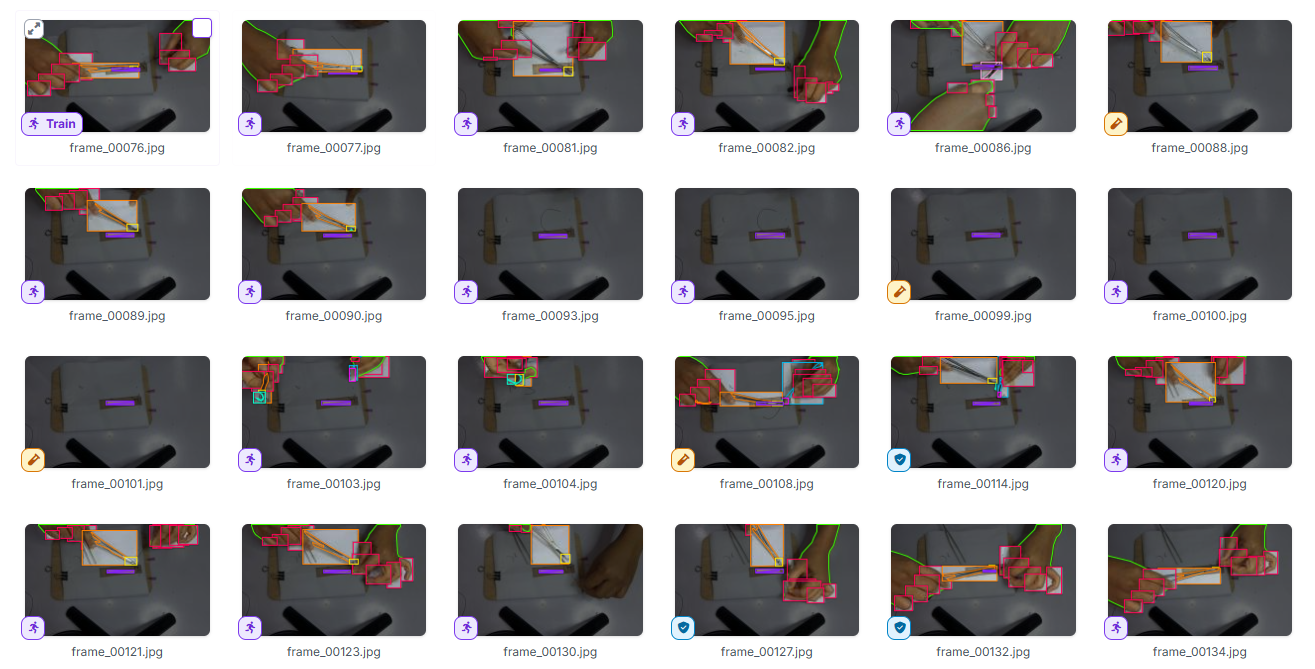 Train
frame_00076.jpg
frame_00077.jpg
frame_00081.jpg
frame_00082.jpg
frame_00086.jpg
frame_00088.jpg
frame_00089.jpg
frame_00090.jpg
frame_00093.jpg
frame_00095.jpg
frame_00099.jpg
frame_00100.jpg
frame_00101.jpg
frame_00103.jpg
frame_00104.jpg
frame_00108.jpg
frame_00114.jpg
frame_00120.jpg
frame_00121.jpg
frame_00123.jpg
frame_00130.jpg
frame_00127.jpg
frame_00132.jpg
frame_00134.jpg